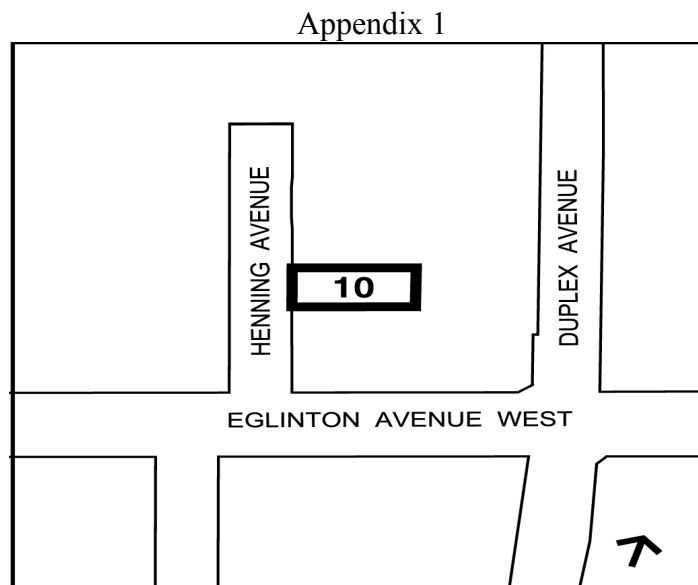 Appendix 1
HENNING AVENUE
10
DUPLEX AVENUE
EGLINTON AVENUE WEST